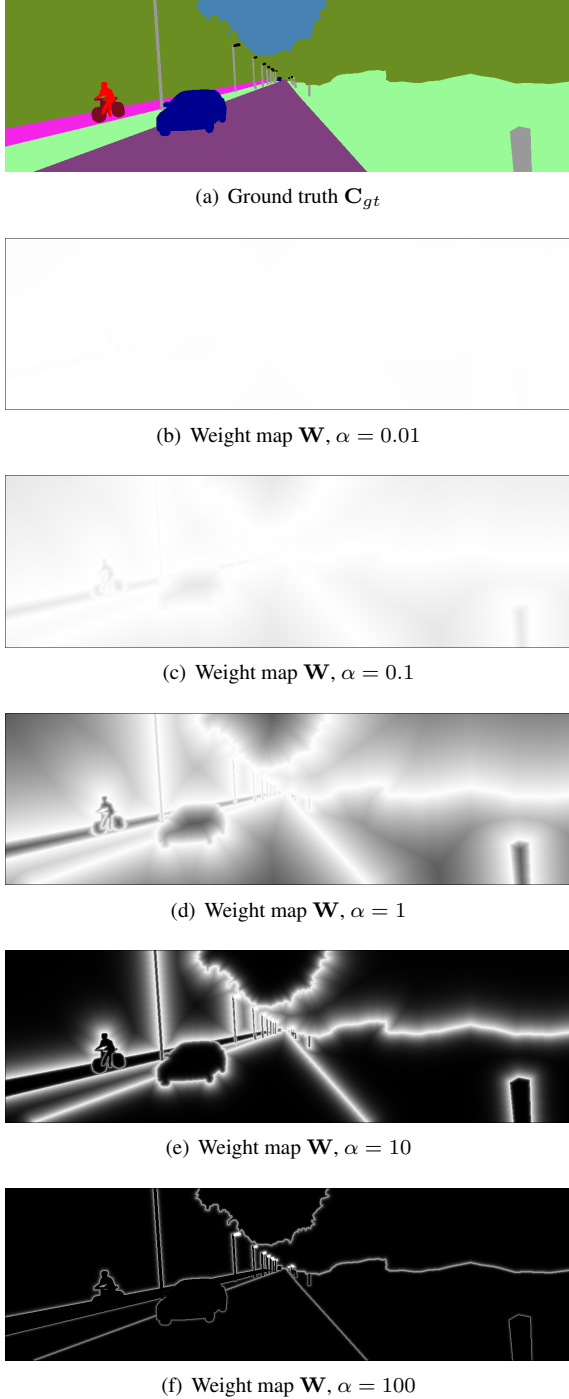 (a) Ground truth C_gt
(b) Weight map W, α = 0.01
(c) Weight map W, α = 0.1
(d) Weight map W, α = 1
(e) Weight map W, α = 10
(f) Weight map W, α = 100